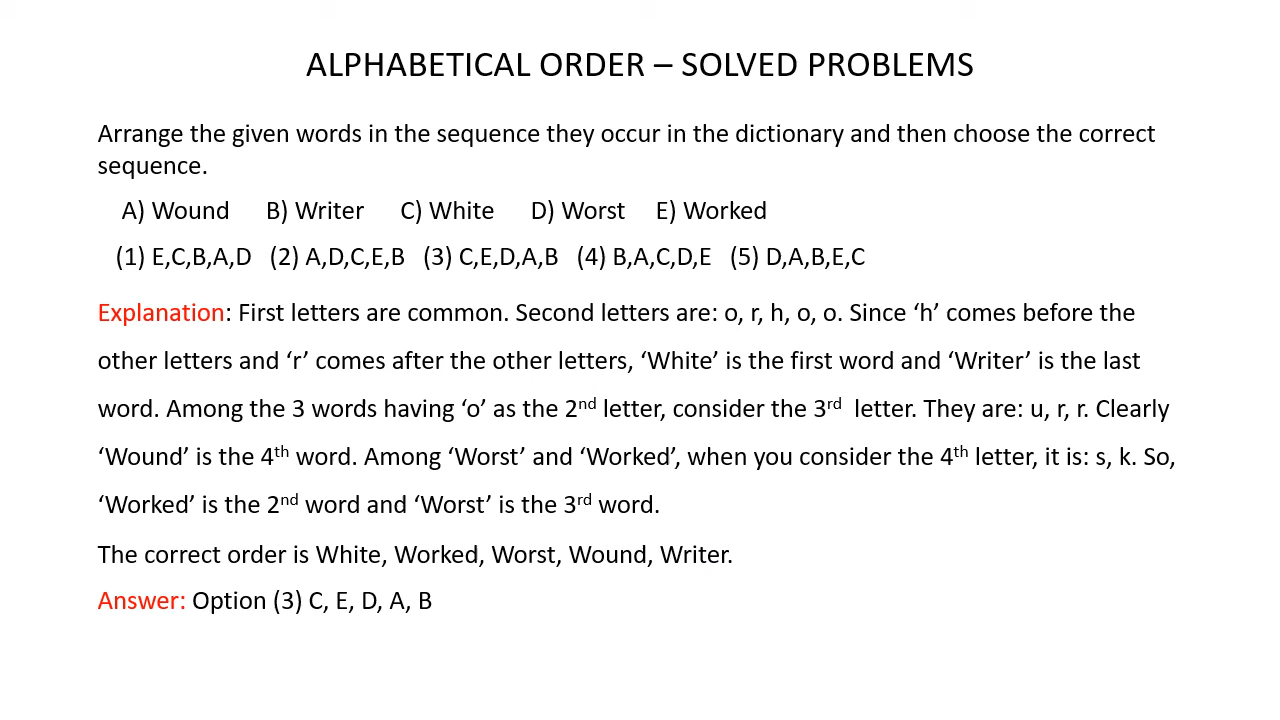 ALPHABETICAL ORDER – SOLVED PROBLEMS
Arrange the given words in the sequence they occur in the dictionary and then choose the correct
sequence.
A) Wound B) Writer C) White D) Worst E) Worked
(1) E,C,B,A,D (2) A,D,C,E,B (3) C,E,D,A,B (4) B,A,C,D,E (5) D,A,B,E,C
Explanation: First letters are common. Second letters are: o, r, h, o, o. Since ‘h’ comes before the
other letters and ‘r’ comes after the other letters, ‘White’ is the first word and ‘Writer’ is the last
word. Among the 3 words having ‘o’ as the 2nd letter, consider the 3rd letter. They are: u, r, r. Clearly
‘Wound’ is the 4th word. Among ‘Worst’ and ‘Worked’, when you consider the 4th letter, it is: s, k. So,
‘Worked’ is the 2nd word and ‘Worst’ is the 3rd word.
The correct order is White, Worked, Worst, Wound, Writer.
Answer: Option (3) C, E, D, A, B